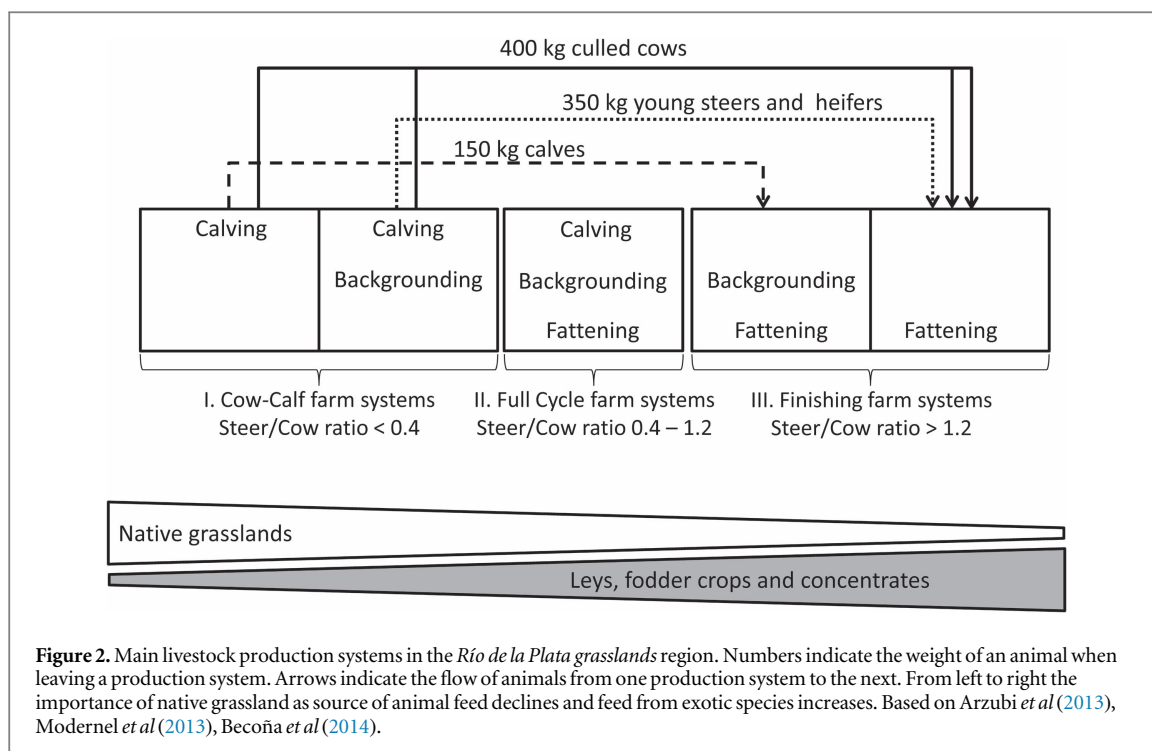 400 kg culled cows
350 kg young steers and heifers
150 kg calves
Calving
Calving
Backgrounding
Calving
Backgrounding
Fattening
Backgrounding
Fattening
Fattening
I. Cow-Calf farm systems
Steer/Cow ratio < 0.4
II. Full Cycle farm systems
Steer/Cow ratio 0.4 – 1.2
III. Finishing farm systems
Steer/Cow ratio > 1.2
Native grasslands
Leys, fodder crops and concentrates
Figure 2. Main livestock production systems in the Río de la Plata grasslands region. Numbers indicate the weight of an animal when
leaving a production system. Arrows indicate the flow of animals from one production system to the next. From left to right the
importance of native grassland as source of animal feed declines and feed from exotic species increases. Based on Arzubi et al (2013),
Modernel et al (2013), Becoña et al (2014).